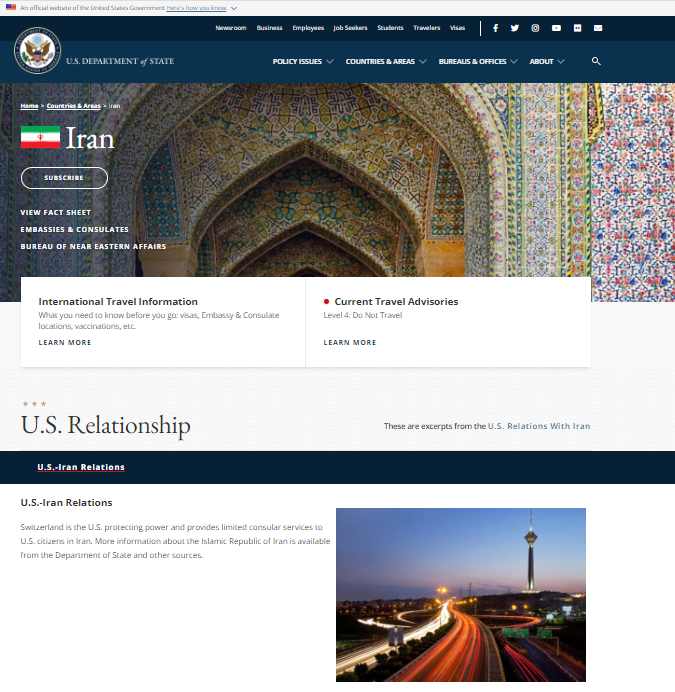 An official website of the United States Government Here's how you know
Newsroom Business Employees Job Seekers Students Travelers Visas
U.S. DEPARTMENT of STATE
POLICY ISSUES COUNTRIES & AREAS BUREAUS & OFFICES ABOUT
Home > Countries & Areas > Iran
Iran
SUBSCRIBE
VIEW FACT SHEET
EMBASSIES & CONSULATES
BUREAU OF NEAR EASTERN AFFAIRS
International Travel Information
What you need to know before you go: visas, Embassy & Consulate
locations, vaccinations, etc.
LEARN MORE
Current Travel Advisories
Level 4: Do Not Travel
LEARN MORE
U.S. Relationship
These are excerpts from the U.S. Relations With Iran
U.S.-Iran Relations
U.S.-Iran Relations
Switzerland is the U.S. protecting power and provides limited consular services to
U.S. citizens in Iran. More information about the Islamic Republic of Iran is available
from the Department of State and other sources.